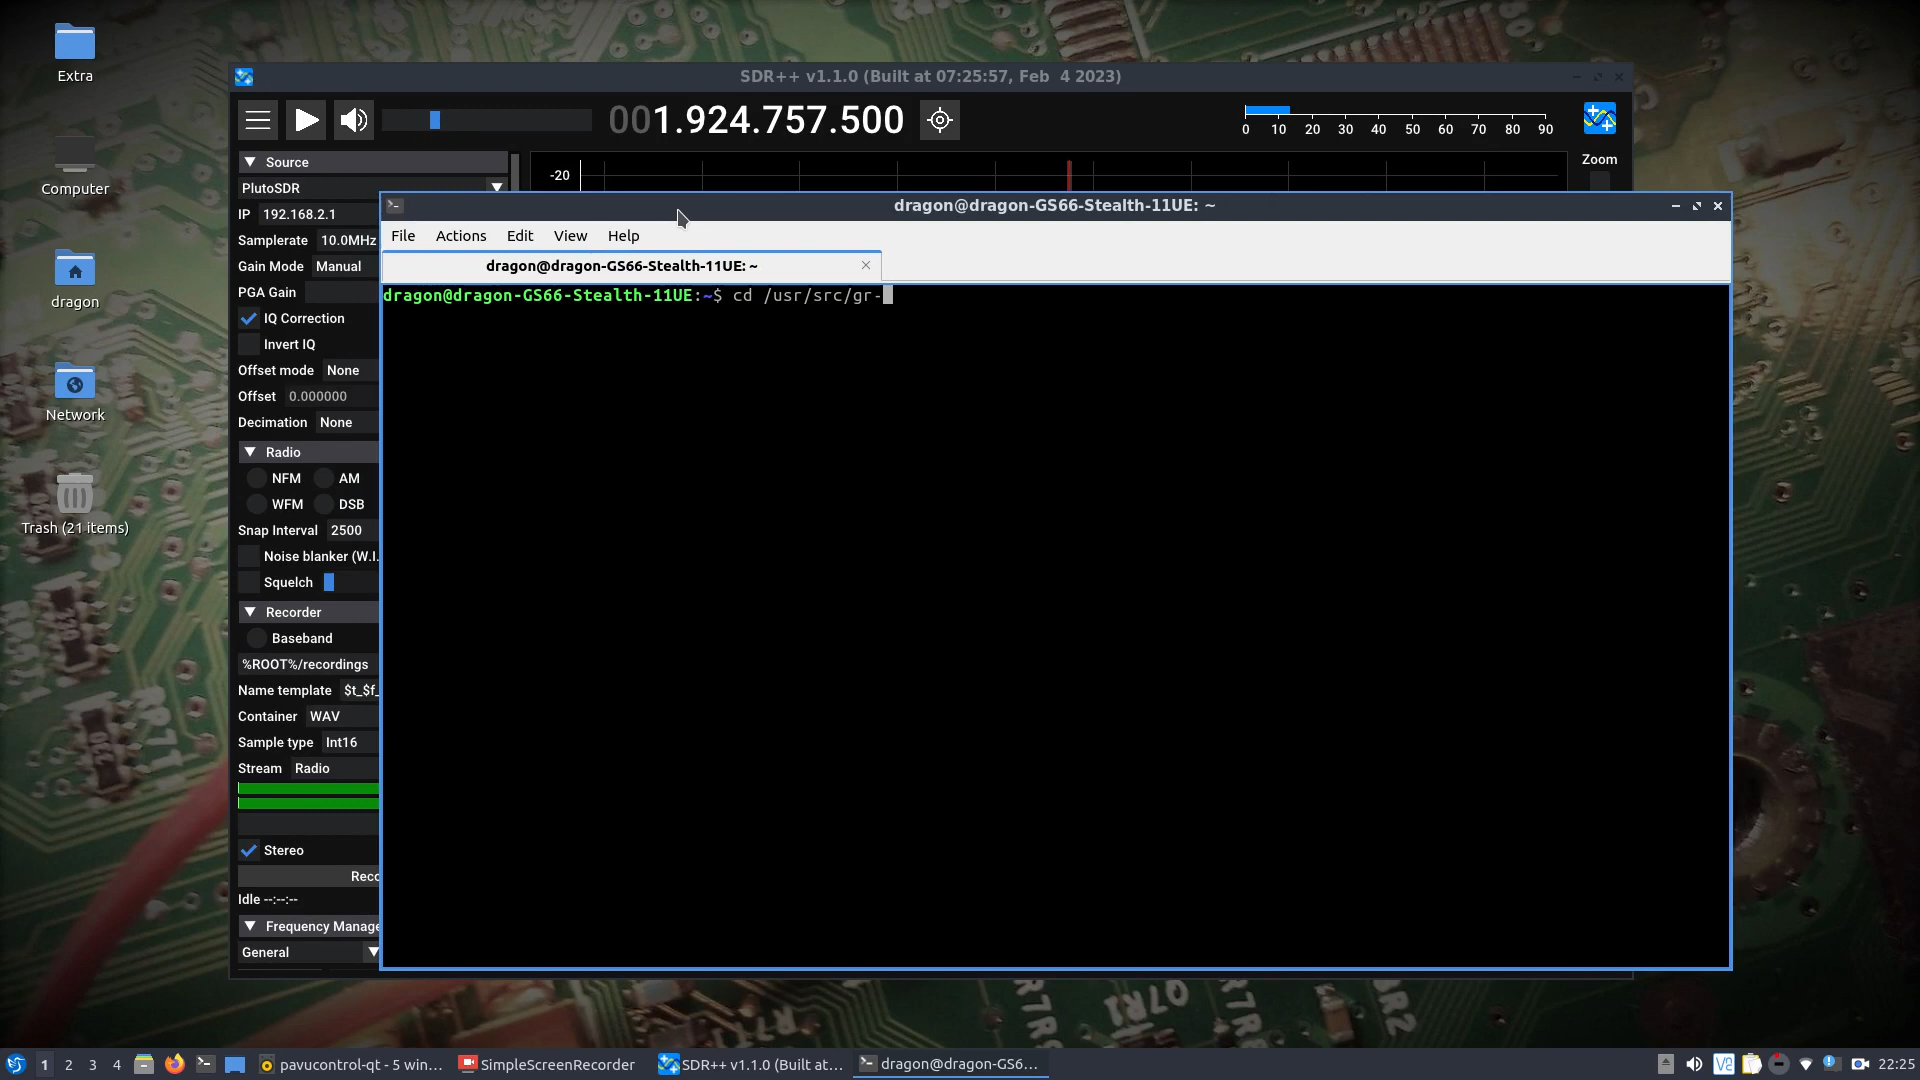 Extra
Computer
dragon
Network
Trash (21 items)
SDR++ v1.1.0 (Built at 07:25:57, Feb  4 2023)
001.924.757.500
0 10 20 30 40 50 60 70 80 90
Source
PlutoSDR
IP 192.168.2.1
Samplerate 10.0MHz
Gain Mode Manual
PGA Gain
IQ Correction
Invert IQ
Offset mode None
Offset 0.000000
Decimation None
Radio
NFM AM
WFM DSB
Snap Interval 2500
Noise blanker (W.I.
Squelch
Recorder
Baseband
%ROOT%/recordings
Name template $t_$f_
Container WAV
Sample type Int16
Stream Radio
Stereo
Reco
Idle --:--:--
Frequency Manage
General
-20
Zoom
dragon@dragon-GS66-Stealth-11UE: ~
File Actions Edit View Help
dragon@dragon-GS66-Stealth-11UE: ~
dragon@dragon-GS66-Stealth-11UE:~$ cd /usr/src/gr-
R7R
R7R
1 2 3 4 pavucontrol-qt - 5 win... SimpleScreenRecorder SDR++ v1.1.0 (Built at... dragon@dragon-GS6... 22:25